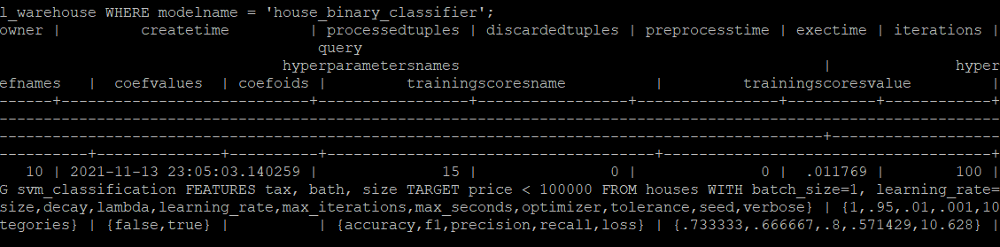 l_warehouse WHERE modelname = 'house_binary_classifier';
owner | createtime | processedtuples | discardedtuples | preprocesstime | exectime | iterations |
query
hyperparametersnames | hyper
efnames | coefvalues | coefoids | trainingscoresname | trainingscoresvalue |
------+----------------------------+-----------------+-----------------+----------------+----------+------------+
---------------------------------------------------------------------------------------------------------
---------------------------------------------------------------------------------------------+-------------------
----------+--------------+----------+-------------------------------------+-------------------------------------+
10 | 2021-11-13 23:05:03.140259 | 15 | 0 | 0 | .011769 | 100 |
G svm_classification FEATURES tax, bath, size TARGET price < 100000 FROM houses WITH batch_size=1, learning_rate=
size,decay,lambda,learning_rate,max_iterations,max_seconds,optimizer,tolerance,seed,verbose} | {1,.95,.01,.001,10
tegories} | {false,true} | | {accuracy,f1,precision,recall,loss} | {.733333,.666667,.8,.571429,10.628} |